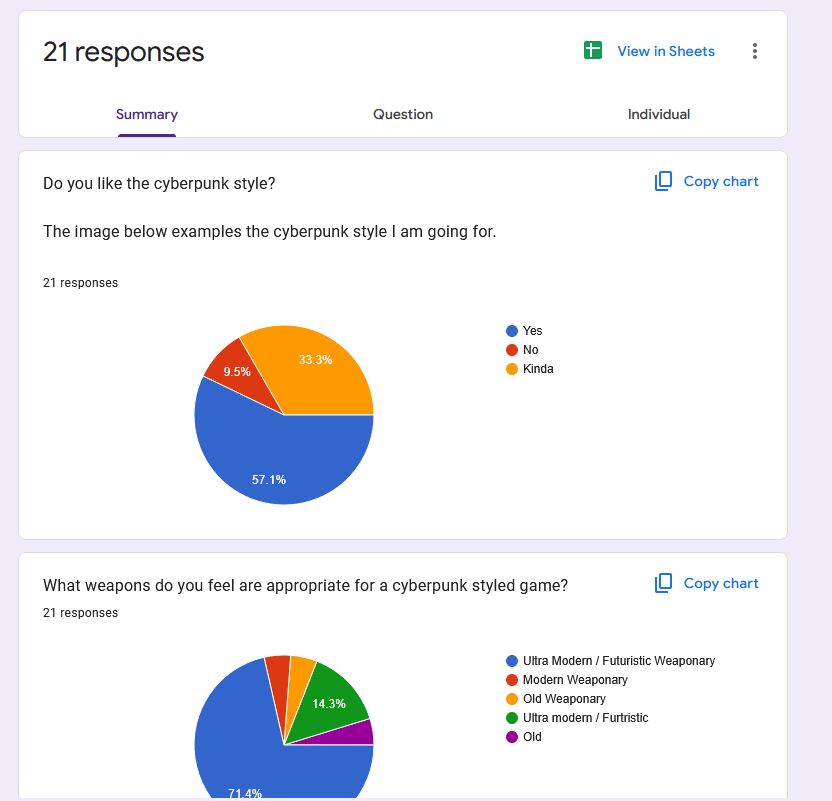 21 responses
View in Sheets
Summary
Question
Individual
Do you like the cyberpunk style?
Copy chart
The image below examples the cyberpunk style I am going for.
21 responses
33.3%
9.5%
57.1%
Yes
No
Kinda
What weapons do you feel are appropriate for a cyberpunk styled game?
Copy chart
21 responses
14.3%
71.4%
Ultra Modern / Futuristic Weaponary
Modern Weaponary
Old Weaponary
Ultra modern / Furtristic
Old